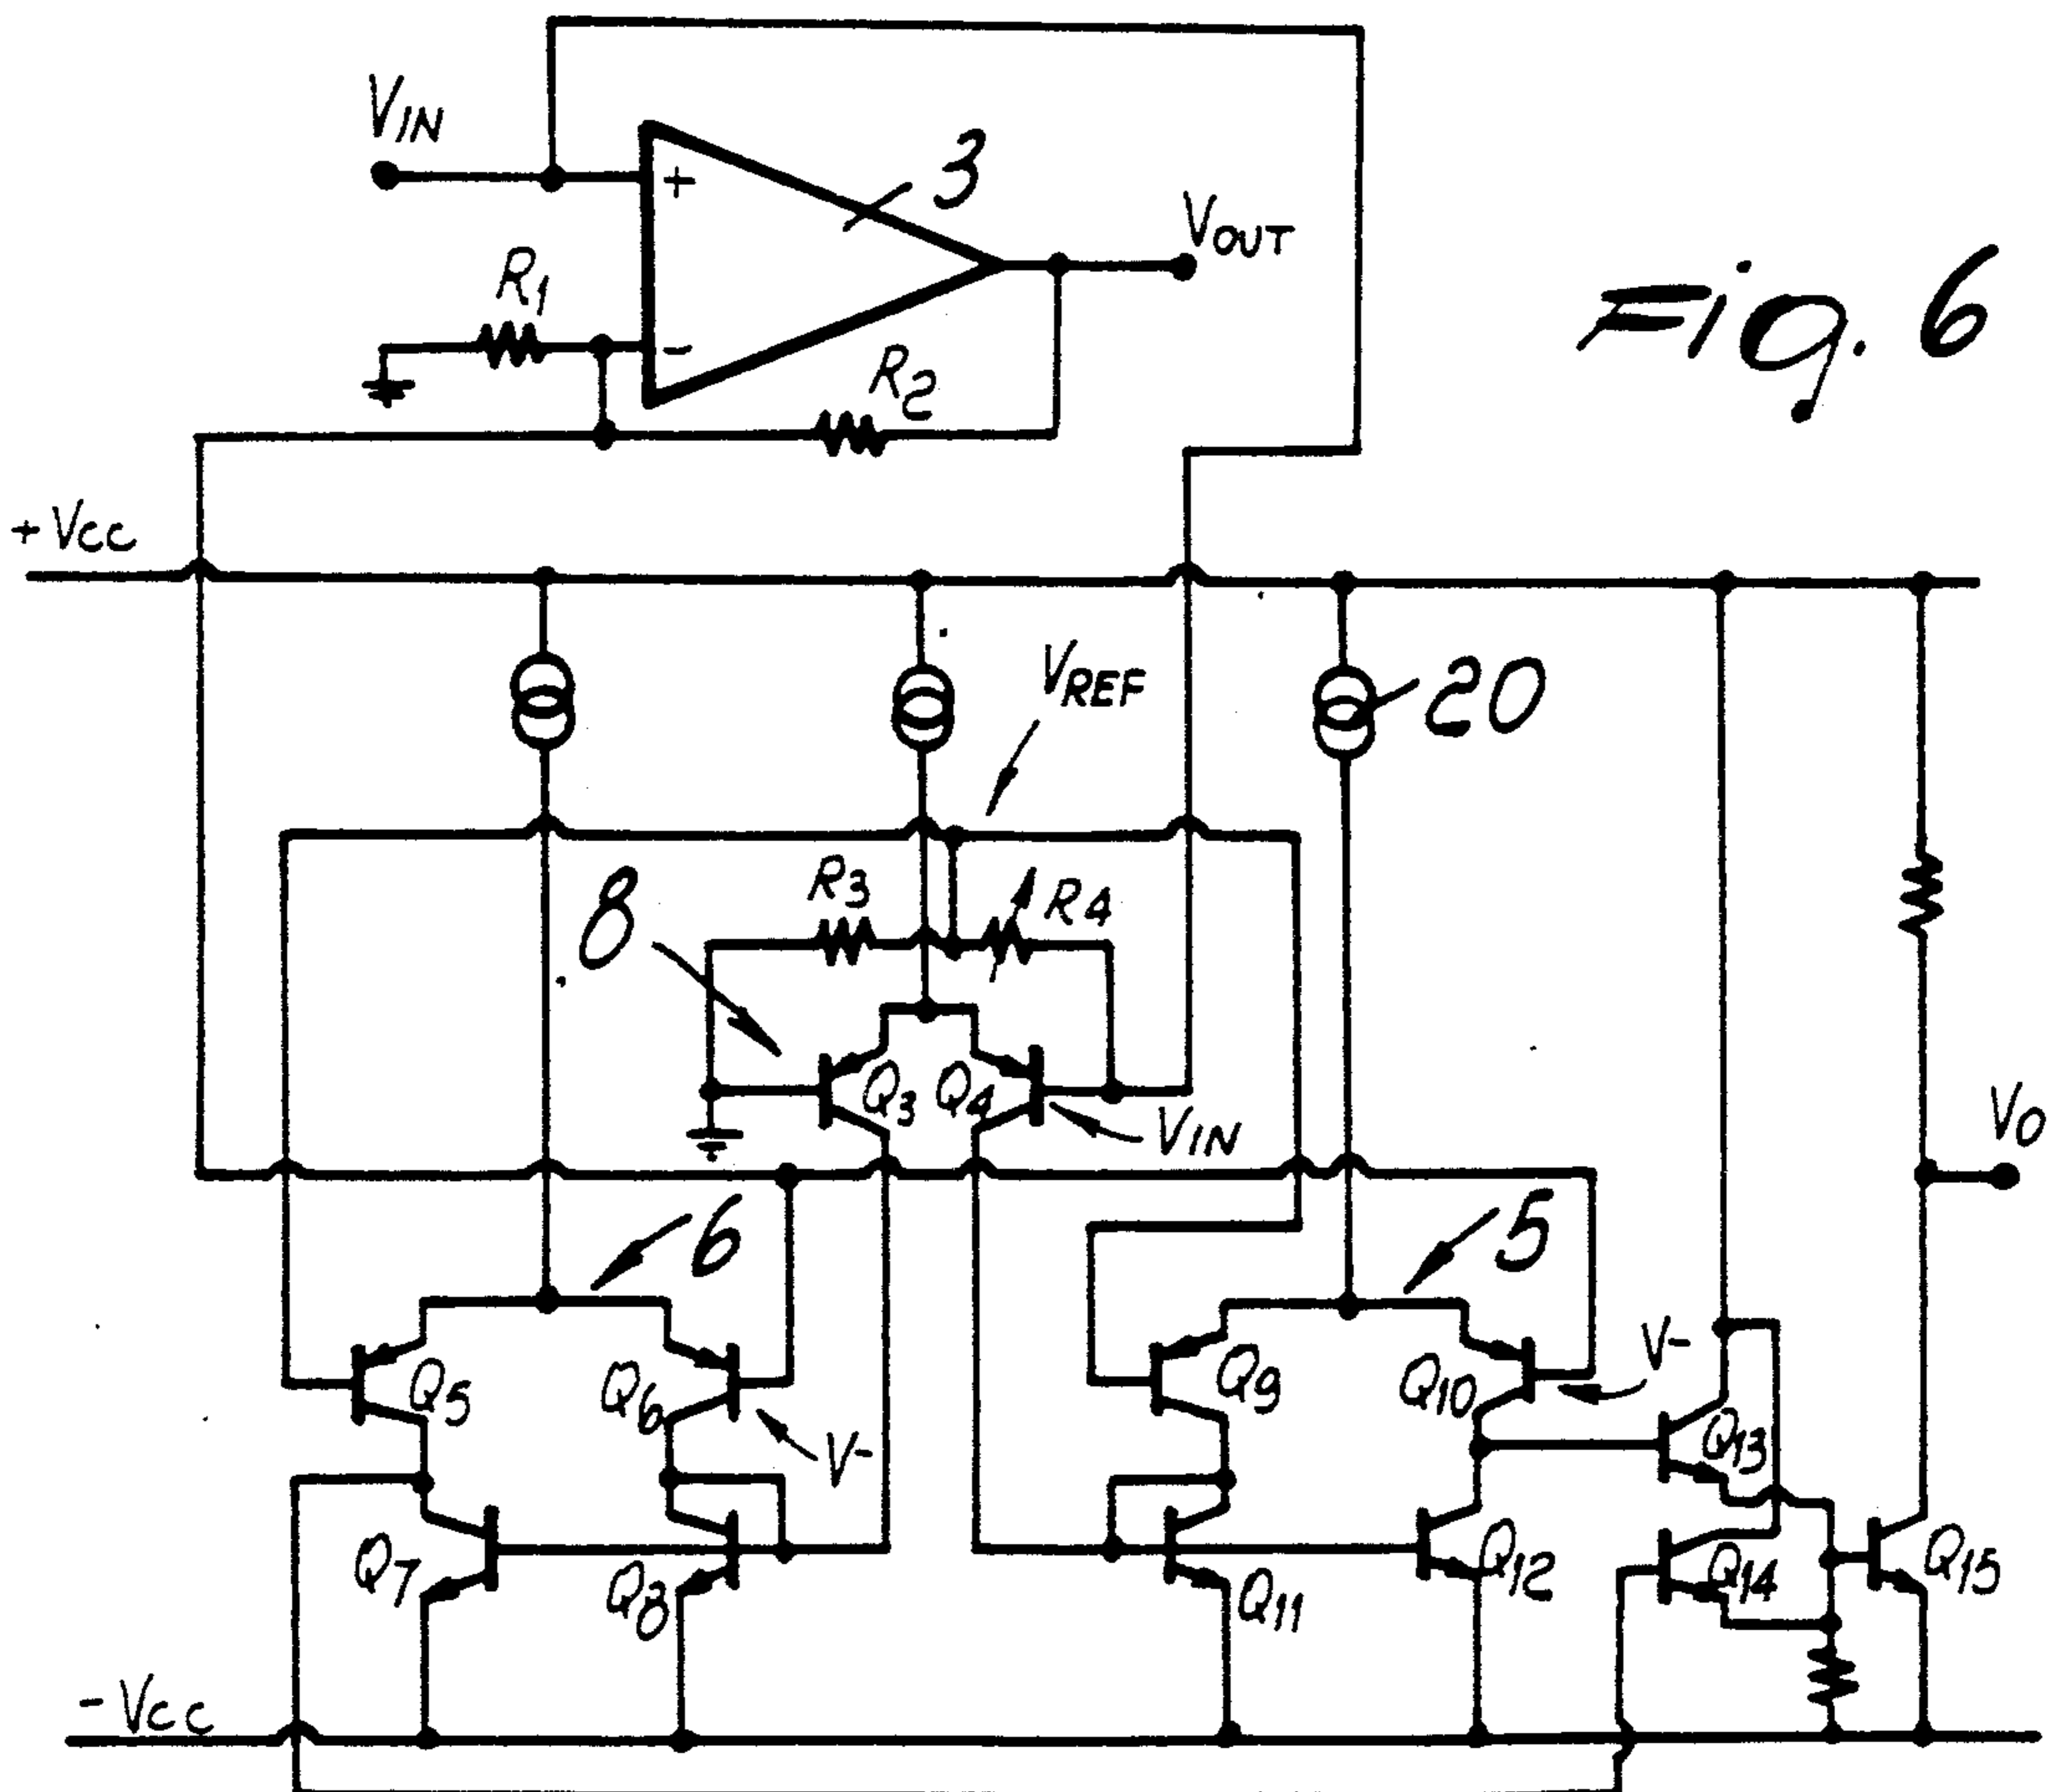 VIN
+
3
VOUT
R1
-
R2
Fig. 6
+Vcc
VREF
20
R3
R4
8
Q3
Q4
VIN
VO
6
5
Q5
Q6
V-
Q9
Q10
V-
Q13
Q7
Q8
Q11
Q12
Q14
Q15
-Vcc